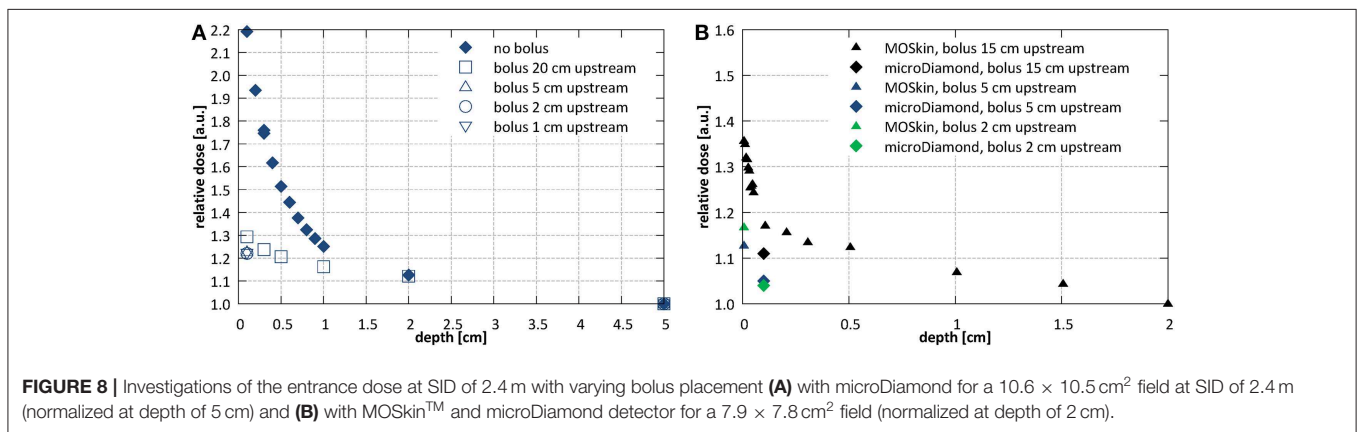 A
relative dose [a.u.]
2.2
2.1
2.0
1.9
1.8
1.7
1.6
1.5
1.4
1.3
1.2
1.1
1.0
0 0.5 1 1.5 2 2.5 3 3.5 4 4.5 5
depth [cm]
no bolus
bolus 20 cm upstream
bolus 5 cm upstream
bolus 2 cm upstream
bolus 1 cm upstream
B
relative dose [a.u.]
1.6
1.5
1.4
1.3
1.2
1.1
1.0
0 0.5 1 1.5 2
depth [cm]
MOSkin, bolus 15 cm upstream
microDiamond, bolus 15 cm upstream
MOSkin, bolus 5 cm upstream
microDiamond, bolus 5 cm upstream
MOSkin, bolus 2 cm upstream
microDiamond, bolus 2 cm upstream
FIGURE 8 | Investigations of the entrance dose at SID of 2.4 m with varying bolus placement (A) with microDiamond for a 10.6 × 10.5 cm² field at SID of 2.4 m
(normalized at depth of 5 cm) and (B) with MOSkin™ and microDiamond detector for a 7.9 × 7.8 cm² field (normalized at depth of 2 cm).